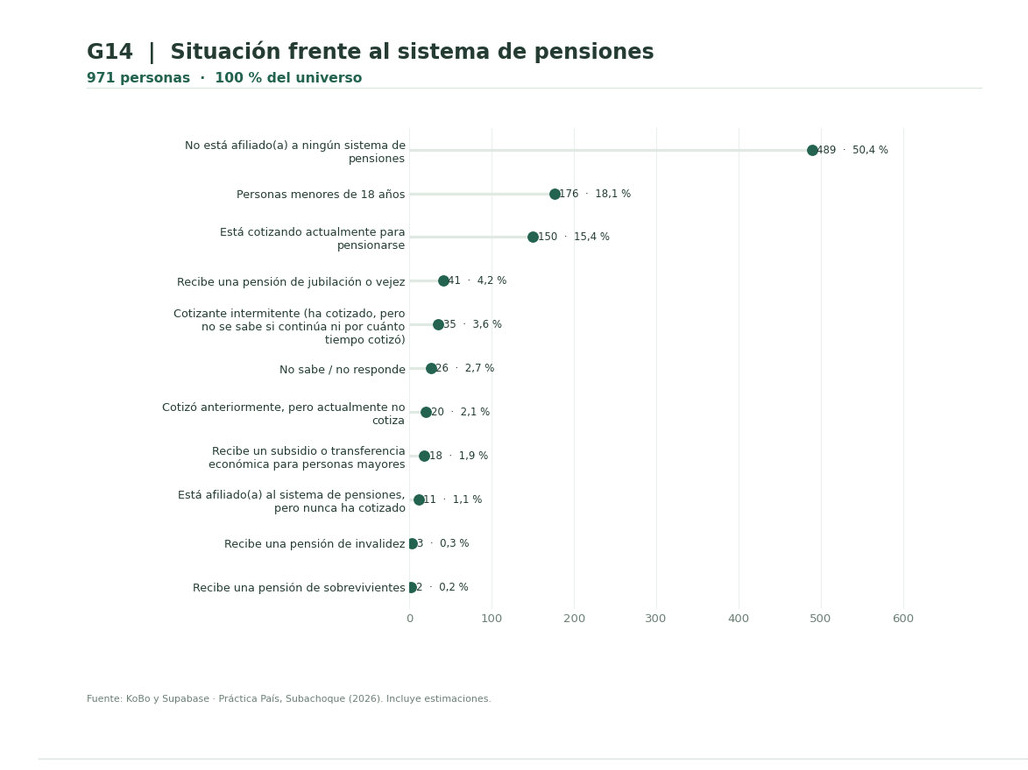 G14 | Situación frente al sistema de pensiones
971 personas · 100 % del universo
No está afiliado(a) a ningún sistema de
pensiones
489 · 50,4 %
Personas menores de 18 años
176 · 18,1 %
Está cotizando actualmente para
pensionarse
150 · 15,4 %
Recibe una pensión de jubilación o vejez
41 · 4,2 %
Cotizante intermitente (ha cotizado, pero
no se sabe si continúa ni por cuánto
tiempo cotizó)
35 · 3,6 %
No sabe / no responde
26 · 2,7 %
Cotizó anteriormente, pero actualmente no
cotiza
20 · 2,1 %
Recibe un subsidio o transferencia
económica para personas mayores
18 · 1,9 %
Está afiliado(a) al sistema de pensiones,
pero nunca ha cotizado
11 · 1,1 %
Recibe una pensión de invalidez
3 · 0,3 %
Recibe una pensión de sobrevivientes
2 · 0,2 %
0 100 200 300 400 500 600
Fuente: KoBo y Supabase · Práctica País, Subachoque (2026). Incluye estimaciones.